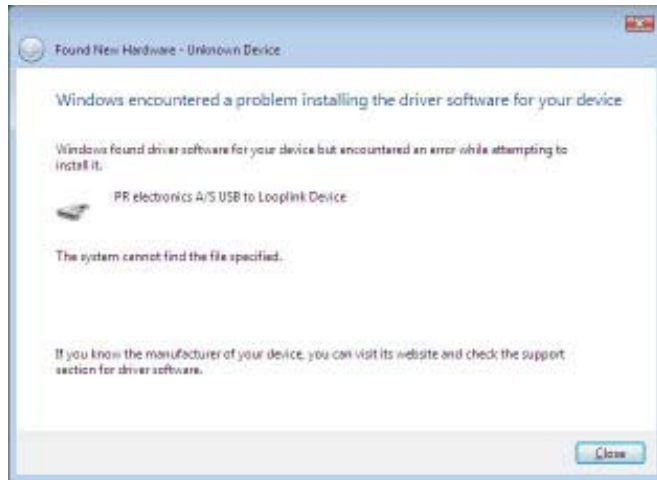 Found New Hardware - Unknown Device
Windows encountered a problem installing the driver software for your device
Windows found driver software for your device but encountered an error while attempting to
install it.
PR electronics A/S USB to Looplink Device
The system cannot find the file specified.
If you know the manufacturer of your device, you can visit its website and check the support
section for driver software.
Close